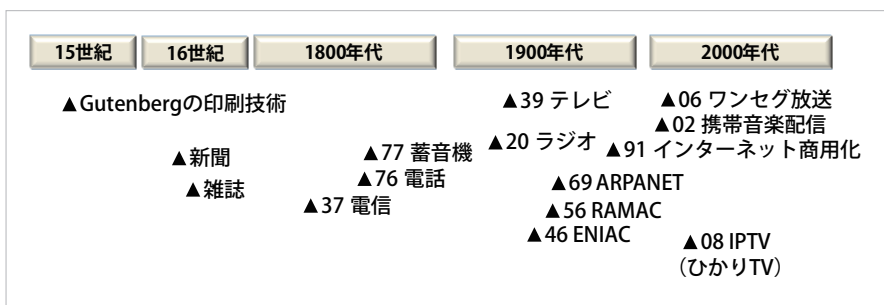 15世紀 16世紀 1800年代 1900年代 2000年代
▲Gutenbergの印刷技術
▲39 テレビ
▲06 ワンセグ放送
▲02 携帯音楽配信
▲新聞
▲77 蓄音機
▲20 ラジオ
▲91 インターネット商用化
▲雑誌
▲76 電話
▲69 ARPANET
▲37 電信
▲56 RAMAC
▲46 ENIAC
▲08 IPTV
（ひかりTV）